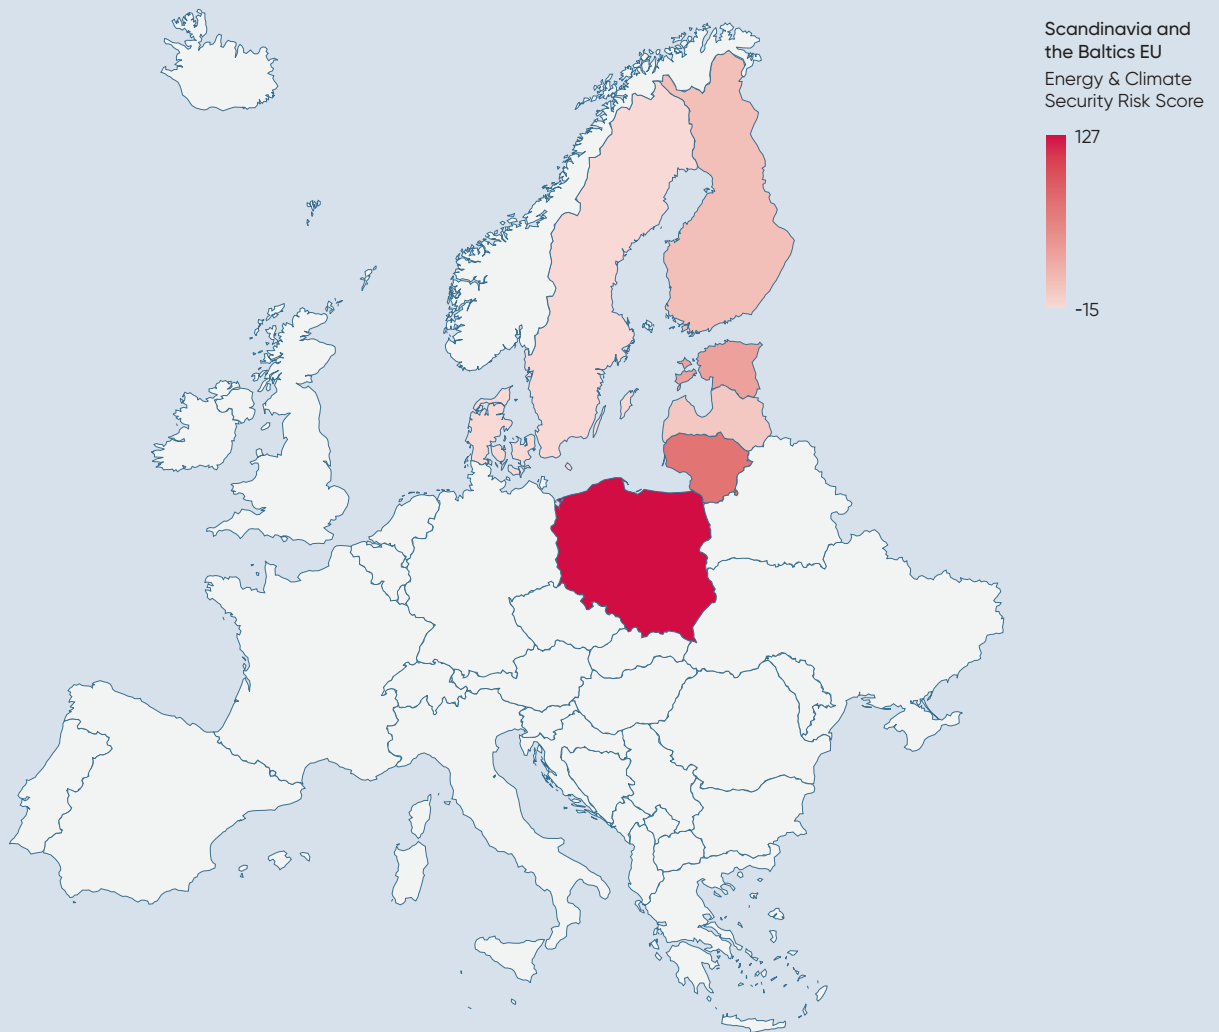 Scandinavia and
the Baltics EU
Energy & Climate
Security Risk Score
127
-15